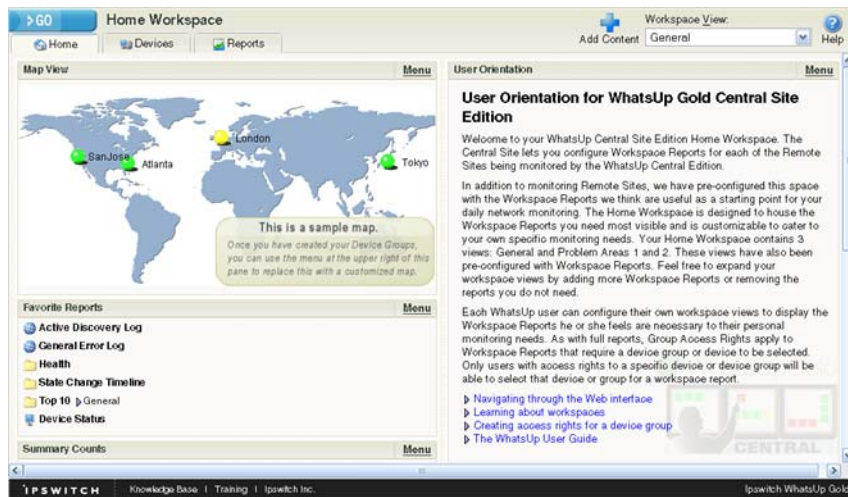 GO
Home Workspace
Home
Devices
Reports
Add Content
Workspace View:
General
Help
Map View
Menu
SanJose
Atlanta
London
Tokyo
This is a sample map.
Once you have created your Device Groups,
you can use the menu at the upper right of this
pane to replace this with a customized map.
Favorite Reports
Menu
Active Discovery Log
General Error Log
Health
State Change Timeline
Top 10 General
Device Status
Summary Counts
Menu
User Orientation
Menu
User Orientation for WhatsUp Gold Central Site
Edition
Welcome to your WhatsUp Central Site Edition Home Workspace. The
Central Site lets you configure Workspace Reports for each of the Remote
Sites being monitored by the WhatsUp Central Edition.
In addition to monitoring Remote Sites, we have pre-configured this space
with the Workspace Reports we think are useful as a starting point for your
daily network monitoring. The Home Workspace is designed to house the
Workspace Reports you need most visible and is customizable to cater to
your own specific monitoring needs. Your Home Workspace contains 3
views: General and Problem Areas 1 and 2. These views have also been
pre-configured with Workspace Reports. Feel free to expand your
workspace views by adding more Workspace Reports or removing the
reports you do not need.
Each WhatsUp user can configure their own workspace views to display the
Workspace Reports he or she feels are necessary to their personal
monitoring needs. As with full reports, Group Access Rights apply to
Workspace Reports that require a device group or device to be selected.
Only users with access rights to a specific device or device group will be
able to select that device or group for a workspace report.
Navigating through the Web interface
Learning about workspaces
Creating access rights for a device group
The WhatsUp User Guide
CENTRAL
IPSWITCH
Knowledge Base | Training | Ipswitch Inc.
Ipswitch WhatsUp Gold